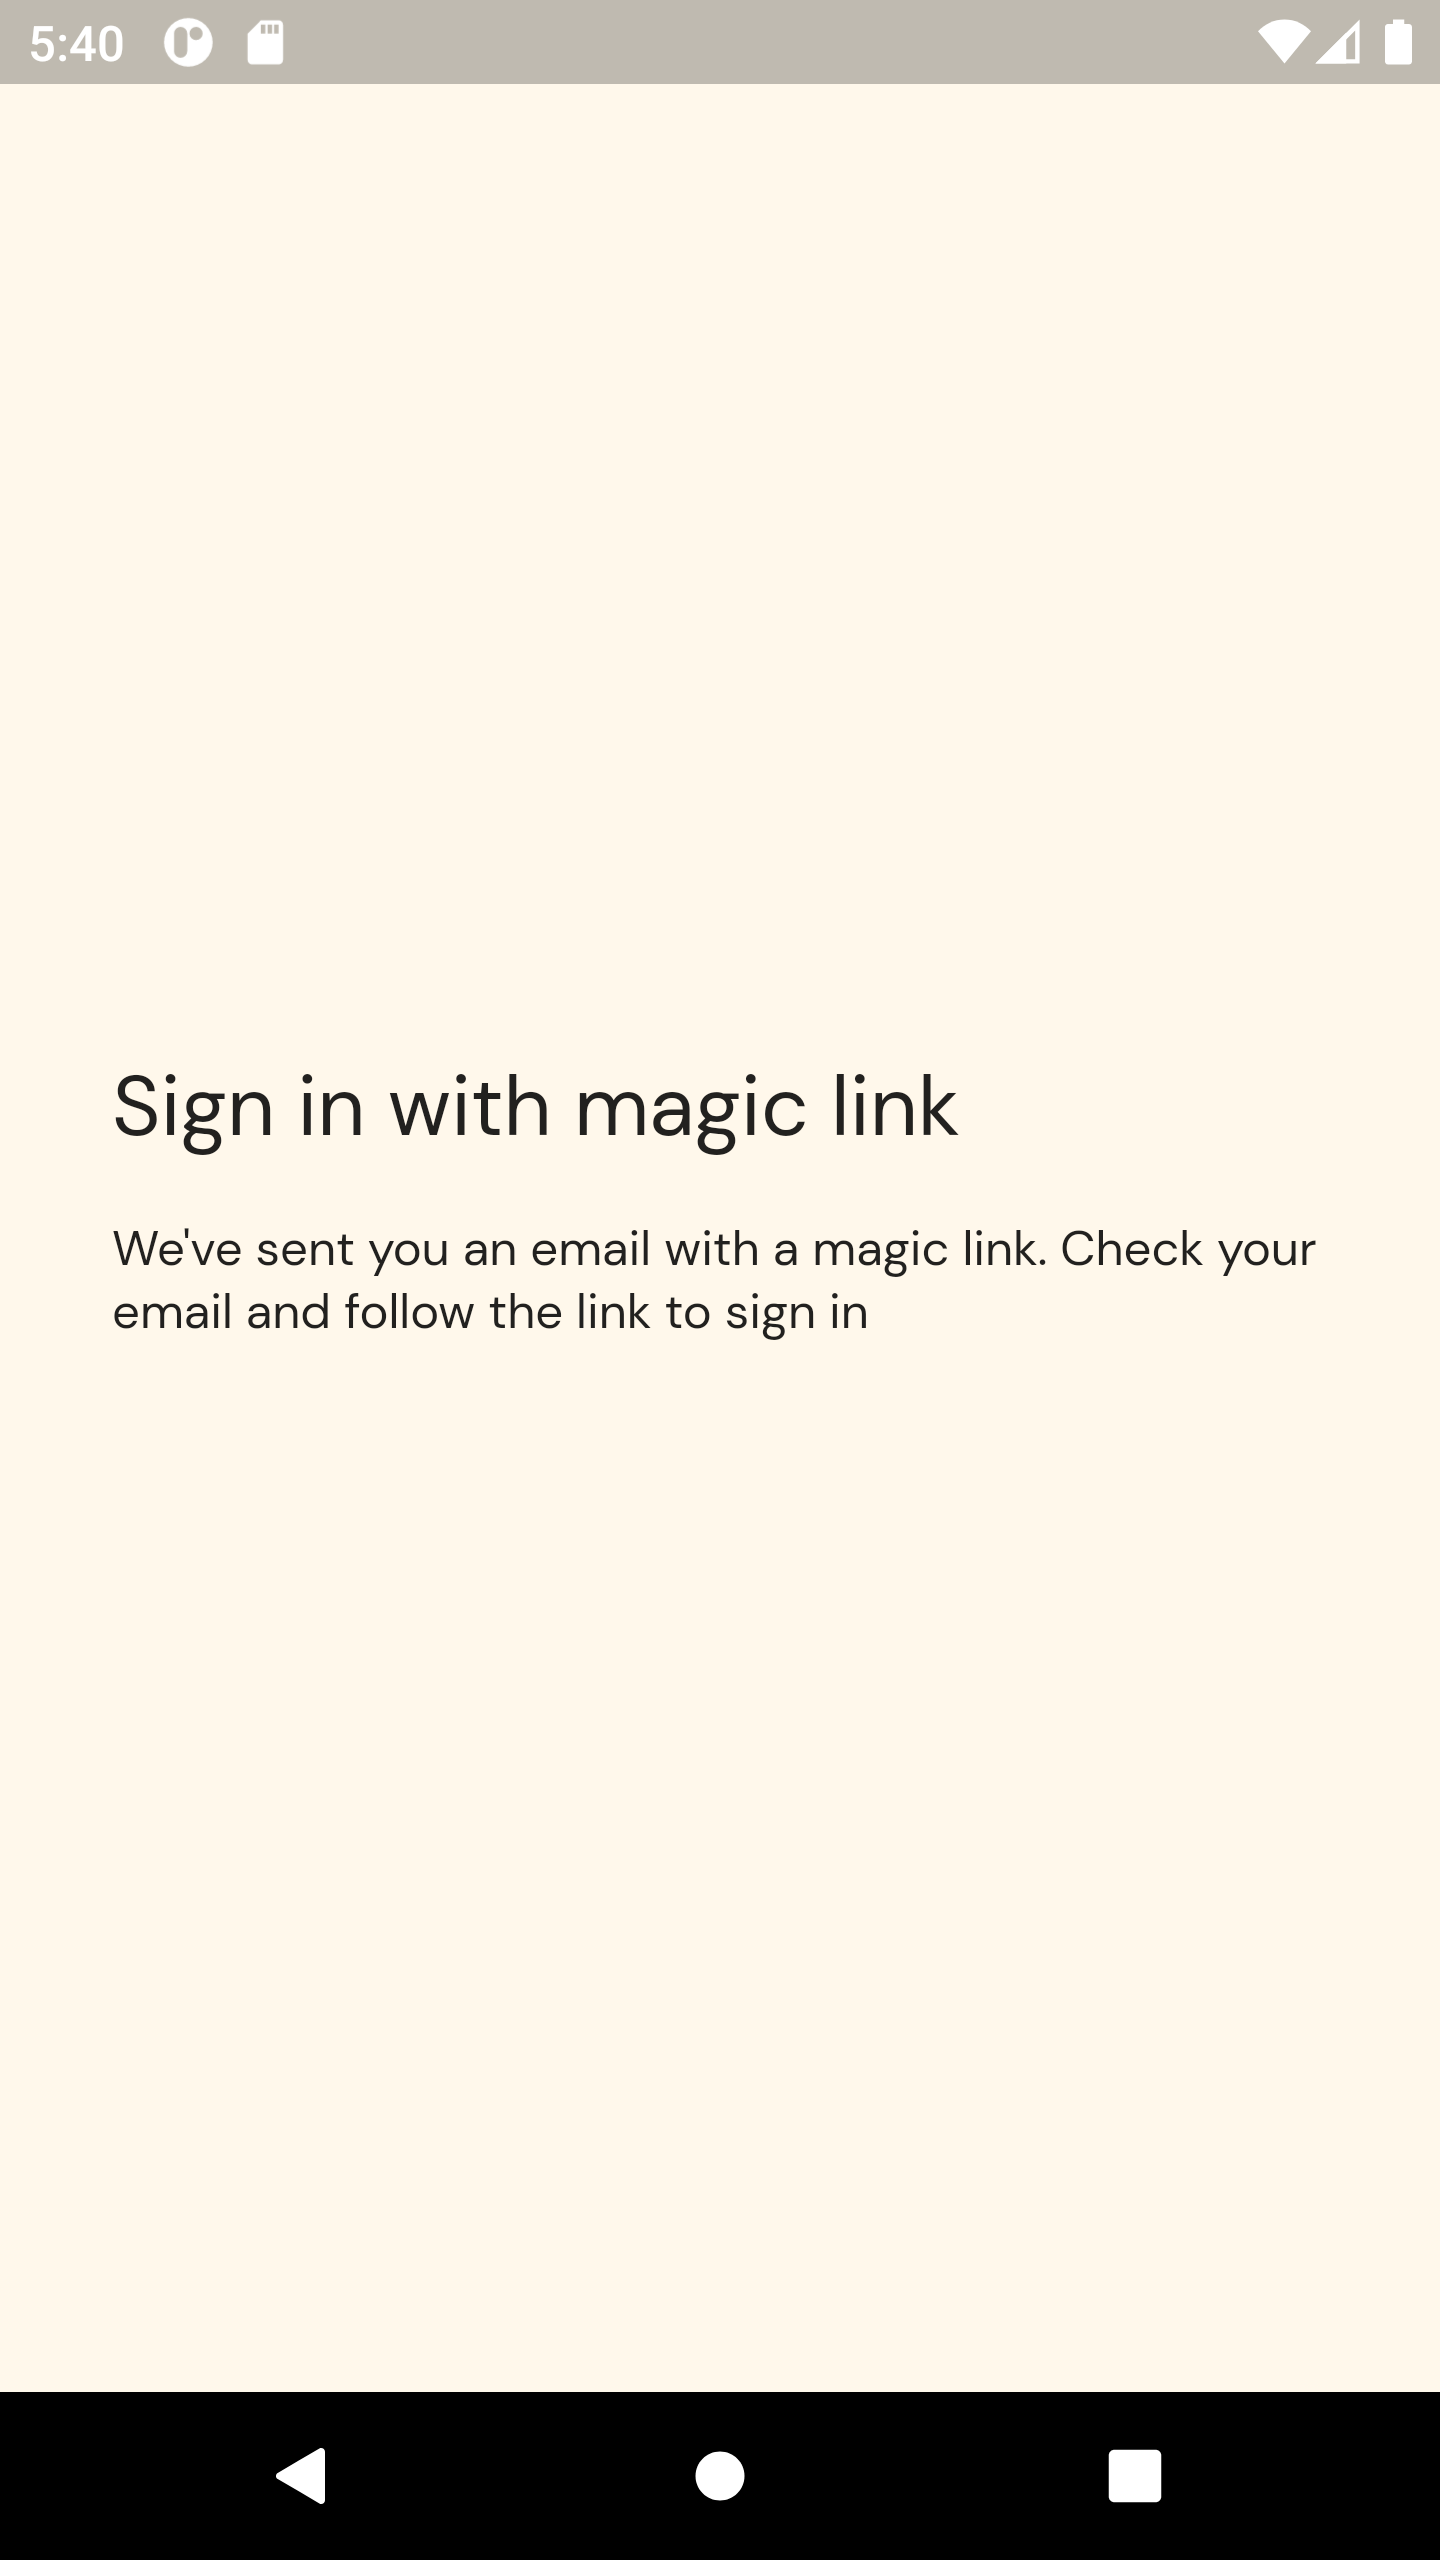 5:40
Sign in with magic link
We've sent you an email with a magic link. Check your
email and follow the link to sign in